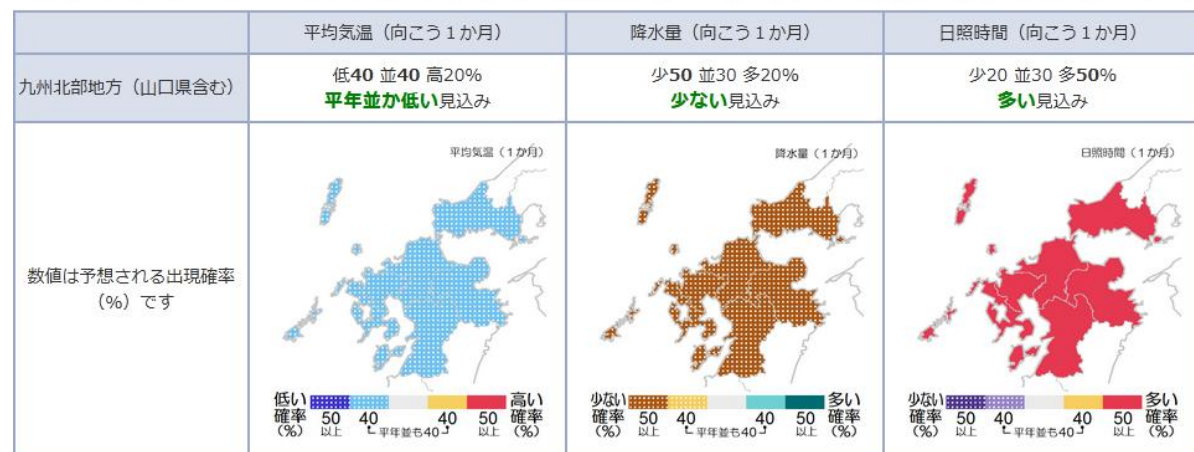 平均気温（向こう１か月）
降水量（向こう１か月）
日照時間（向こう１か月）
九州北部地方（山口県含む）
低40 並40 高20%
平年並か低い見込み
少50 並30 多20%
少ない見込み
少20 並30 多50%
多い見込み
数値は予想される出現確率
（%）です
平均気温（１か月）
低い
確率
(%)
50
以上
40
平年並も40
40
50
以上
高い
確率
(%)
降水量（１か月）
少ない
確率
(%)
50
以上
40
平年並も40
40
50
以上
多い
確率
(%)
日照時間（１か月）
少ない
確率
(%)
50
以上
40
平年並も40
40
50
以上
多い
確率
(%)